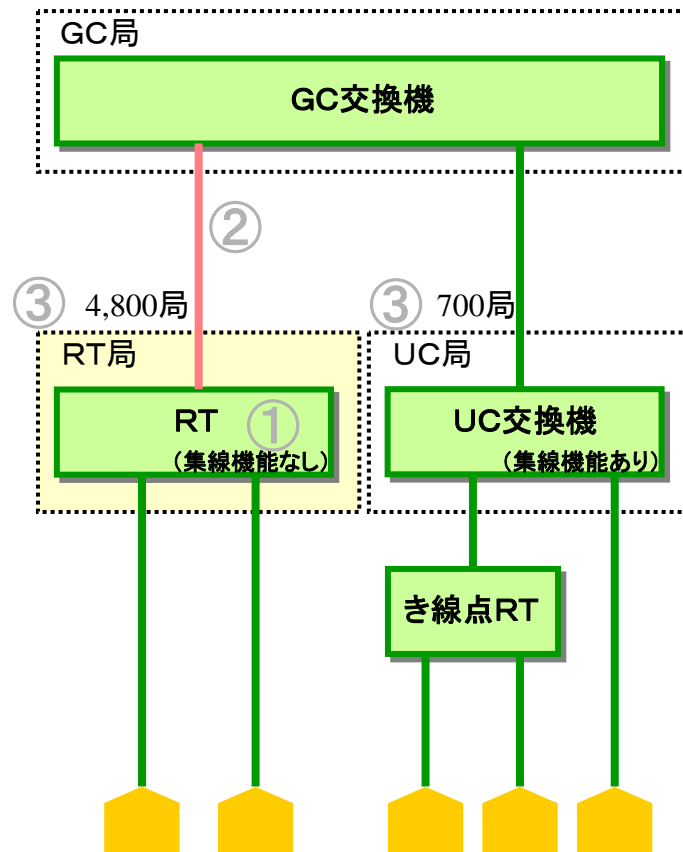 GC局
GC交換機
②
③ 4,800局
③ 700局
RT局
UC局
RT ①
(集線機能なし)
UC交換機
(集線機能あり)
き線点RT